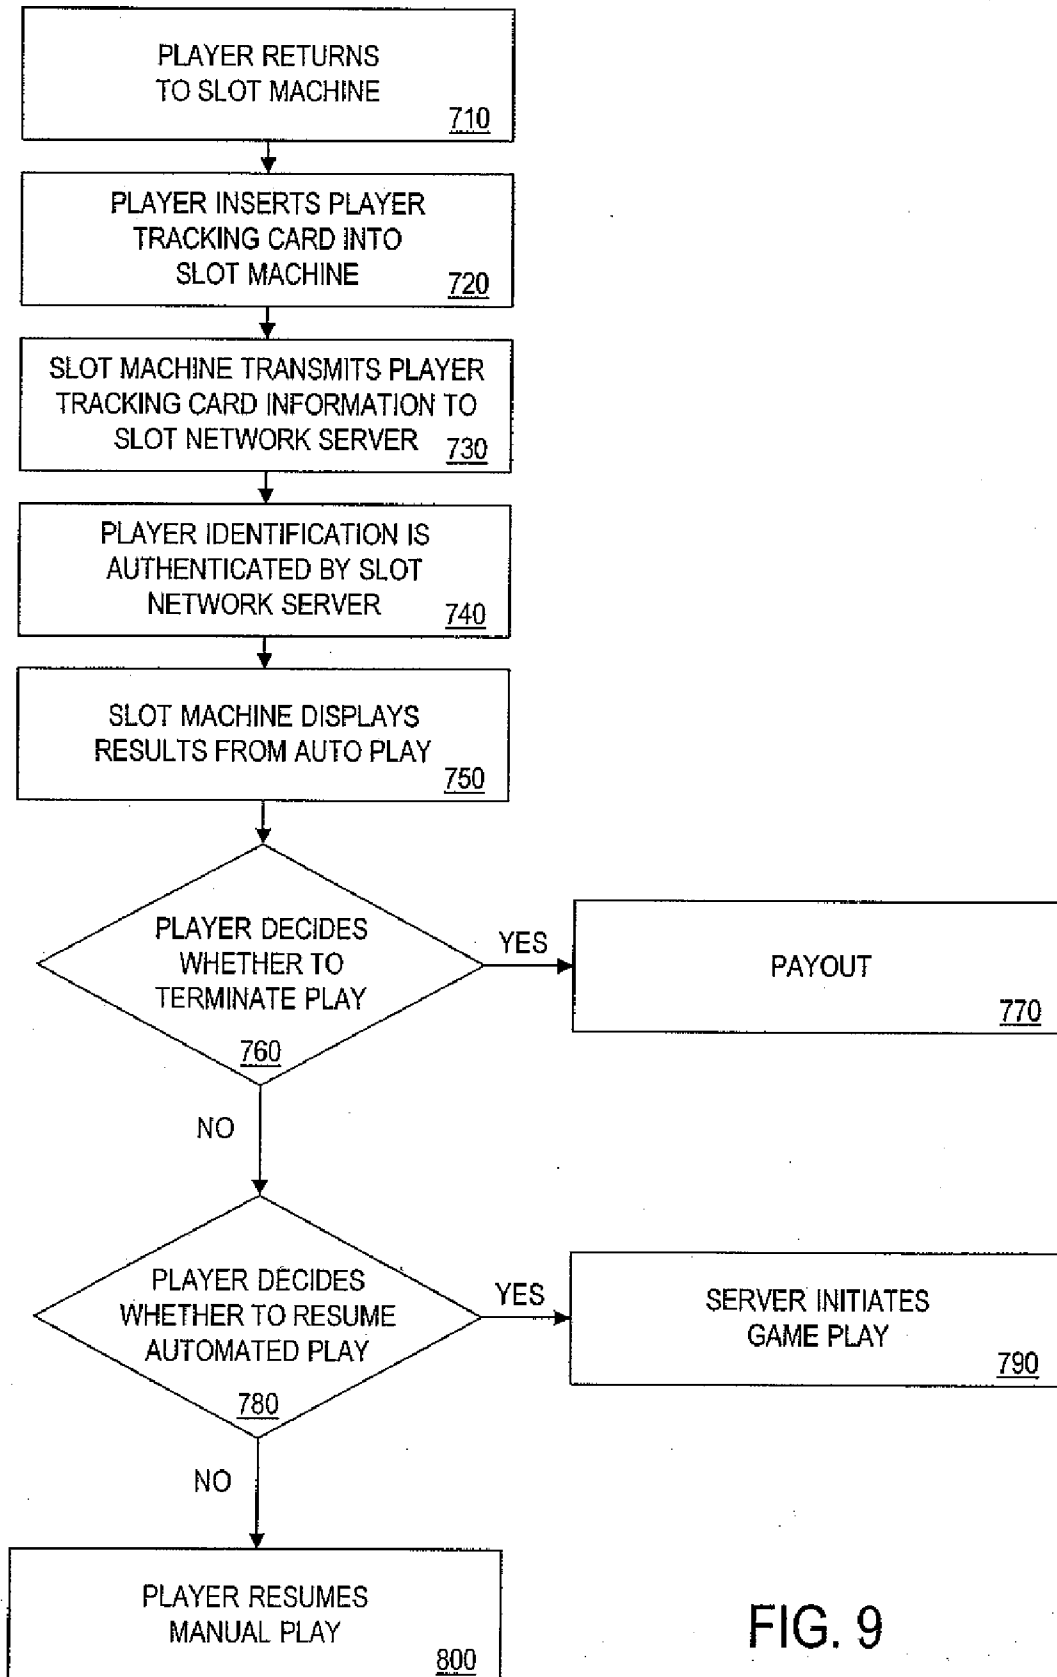 PLAYER RETURNS
TO SLOT MACHINE
710
PLAYER INSERTS PLAYER
TRACKING CARD INTO
SLOT MACHINE
720
SLOT MACHINE TRANSMITS PLAYER
TRACKING CARD INFORMATION TO
SLOT NETWORK SERVER 730
PLAYER IDENTIFICATION IS
AUTHENTICATED BY SLOT
NETWORK SERVER
740
SLOT MACHINE DISPLAYS
RESULTS FROM AUTO PLAY
750
PLAYER DECIDES
WHETHER TO
TERMINATE PLAY
760
YES
PAYOUT
770
NO
PLAYER DECIDES
WHETHER TO RESUME
AUTOMATED PLAY
780
YES
SERVER INITIATES
GAME PLAY
790
NO
PLAYER RESUMES
MANUAL PLAY
800
FIG. 9